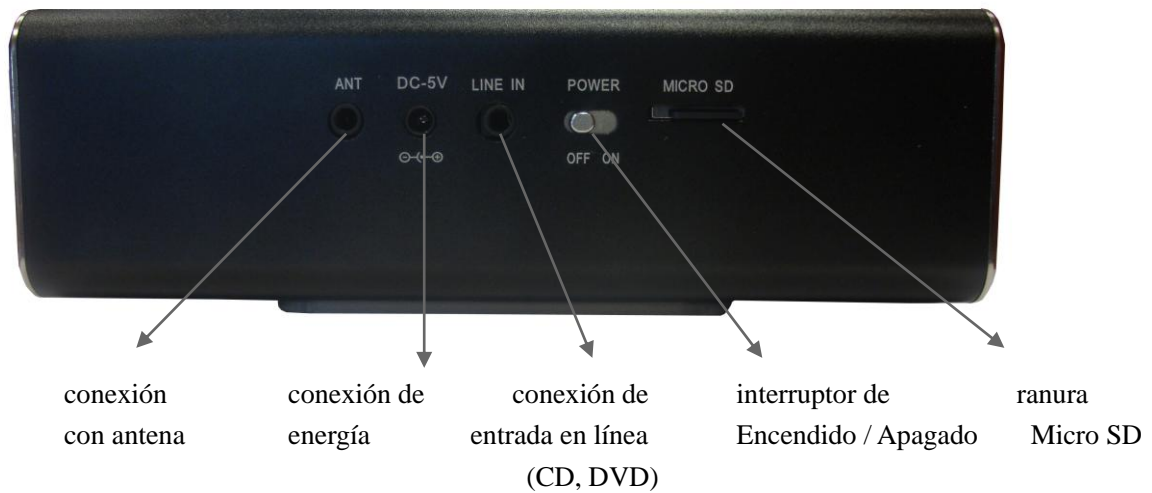 ANT DC-5V LINE IN POWER MICRO SD
OFF ON
conexión conexión de conexión de interruptor de ranura
con antena energía entrada en línea Encendido / Apagado Micro SD
(CD, DVD)